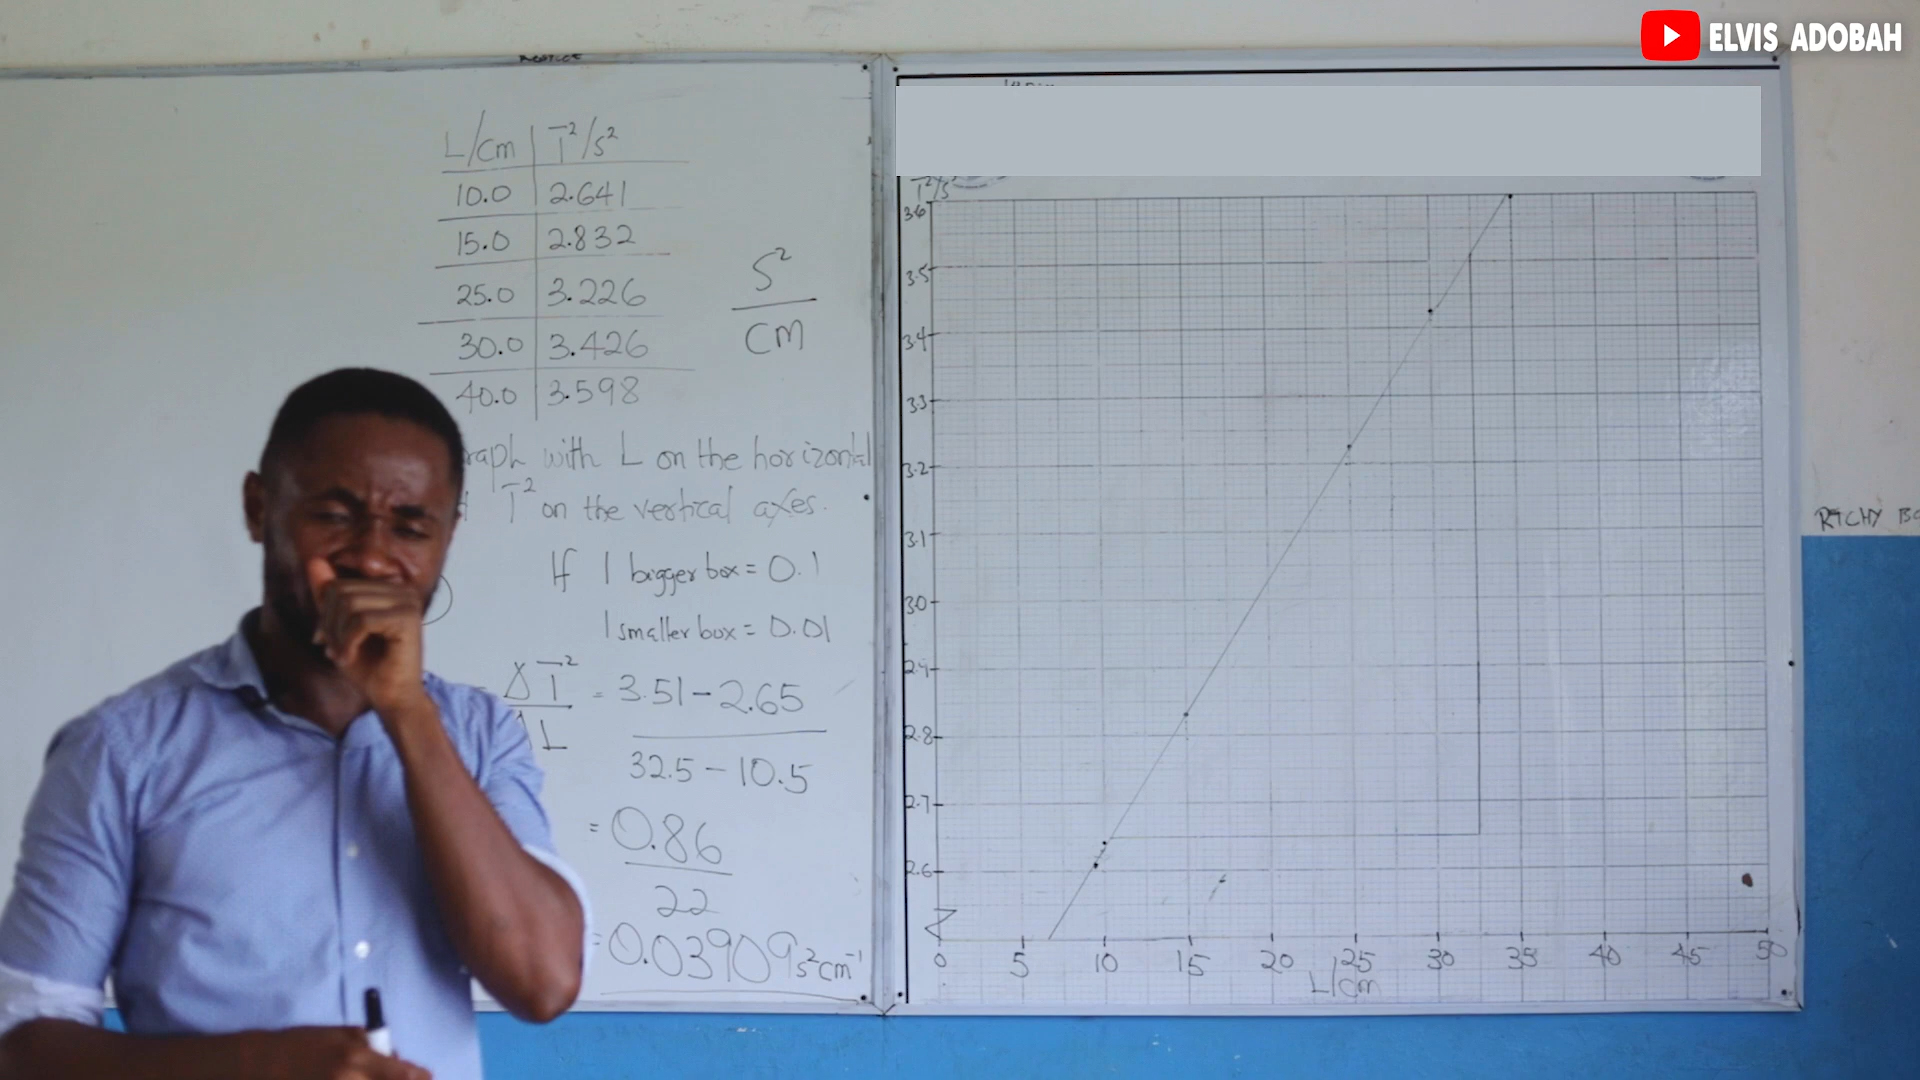 ELVIS ADOBAH
L/cm T²/s²
10.0 2.641
15.0 2.832
25.0 3.226
30.0 3.426
40.0 3.598
s²
cm
raph with L on the horizontal
T² on the vertical axes.
If 1 bigger box = 0.1
1 smaller box = 0.01
ΔT² = 3.51 - 2.65
L 32.5 - 10.5
= 0.86
22
= 0.03909s²cm⁻¹
T²/s²
3.6
3.5
3.4
3.3
3.2
3.1
3.0
2.9
2.8
2.7
2.6
0 5 10 15 20 25 30 35 40 45 50
L/cm
RICHY